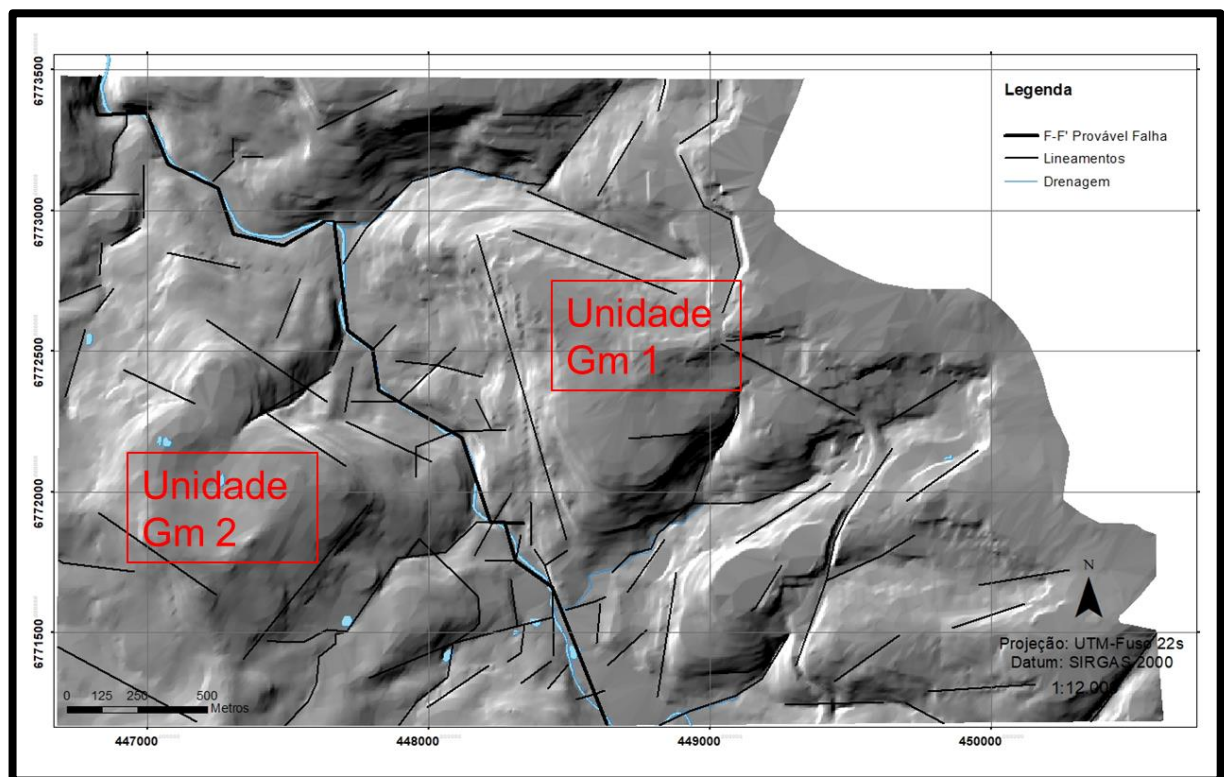 Legenda
F-F' Provável Falha
Lineamentos
Drenagem
Unidade
Gm 1
Unidade
Gm 2
N
Projeção: UTM-Fuso 22s
Datum: SIRGAS 2000
1:12.000
0 125 250 500
Metros
6773500
6773000
6772500
6772000
6771500
447000 448000 449000 450000